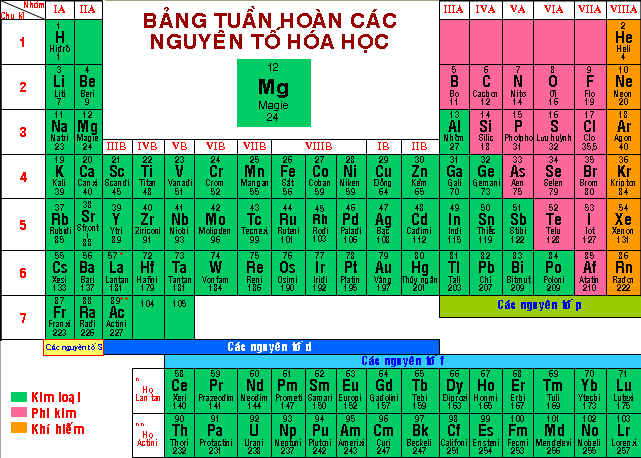 Nhóm IA IIA IIIA IVA VA VIA VIIA VIIIA
Chu kì
BẢNG TUẦN HOÀN CÁC
NGUYÊN TỐ HÓA HỌC
12
Mg
Magie
24
1 2
1 H He
Hiđrô Heli
1 4
3 4 5 6 7 8 9 10
2 Li Be B C N O F Ne
Liti Beri Bo Cacbon Nitơ Ơi Flo Neon
7 9 11 12 14 16 19 20
11 12 13 14 15 16 17 18
3 Na Mg Al Si P S Cl Ar
Natri Magie Nhôm Silic Photpho Lưu huỳnh Clo Agon
23 24 27 28 31 32 35,5 40
IIIB IVB VB VIB VIIB VIIIB IB IIB
19 20 21 22 23 24 25 26 27 28 29 30 31 32 33 34 35 36
4 K Ca Sc Ti V Cr Mn Fe Co Ni Cu Zn Ga Ge As Se Br Kr
Kali Canxi Scandi Titan Vanađi Crom Mangan Sắt Coban Niken Đồng Kẽm Gali Gemani Asen Selen Brom Kripton
39 40 45 48 51 52 55 56 59 59 64 65 70 73 75 79 80 84
37 38 39 40 41 42 43 44 45 46 47 48 49 50 51 52 53 54
5 Rb Sr Y Zr Nb Mo Tc Ru Rh Pd Ag Cd In Sn Sb Te I Xe
Rubidi Stronti Ytri Ziriconi Niobi Molipđen Tecnexi Ruteni Rođi Paladi Bạc Cađimi Indi Thiếc Stibi Telu Iot Xenon
85 88 89 91 93 96 99 101 103 106 108 112 115 119 122 128 127 131
55 56 57 * 72 73 74 75 76 77 78 79 80 81 82 83 84 85 86
6 Cs Ba La Hf Ta W Re Os Ir Pt Au Hg Tl Pb Bi Po Af Rn
Xesi Bari Lantan Hafini Tantan Vonfam Reni Osimi Iriđi Platin Vàng Thủy ngân Tali Chì Bitmut Poloni Atatin Radon
133 137 181 179 181 184 186 190 192 195 197 201 203 207 209 209 210 222
87 88 89 ** 104 105
7 Fr Ra Ac
Franxi Rađi Actini
223 226 227
Các nguyên tố p
Các nguyên tố S Các nguyên tố d
Các nguyên tố f
* 58 59 60 61 62 63 64 65 66 67 68 69 70 71
Họ Lantan Ce Pr Nd Pm Sm Eu Gd Tb Dy Ho Er Tm Yb Lu
Xeri Prazeođim Neođim Prometi Samari Europi Gađolini Tebi Điprozi Honmi Erbi Tuli Ytecbi Lutexi
140 141 144 147 150 152 157 159 163 165 167 169 173 175
** 90 91 92 93 94 95 96 97 98 99 100 101 102 103
Họ Actini Th Pa U Np Pu Am Cm Bk Cf Es Fm Md No Lr
Thori Protactini Urani Neptuni Plutoni Amerixi Curi Beckeli Califoni Ensteni Fecmi Mendelevi Nobeli Lorenxi
232 231 238 237 242 243 247 247 251 254 253 256 255 257
Kim loại
Phi kim
Khí hiếm